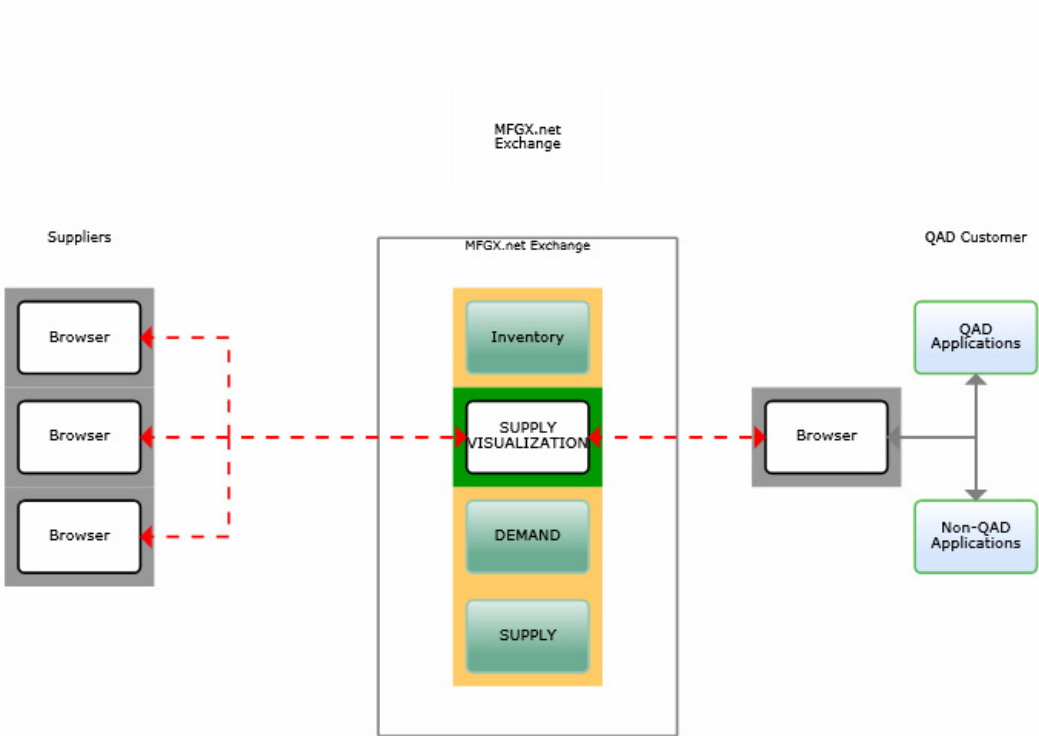 MFGX.net
Exchange
Suppliers
MFGX.net Exchange
QAD Customer
Browser
Inventory
QAD
Applications
Browser
SUPPLY
VISUALIZATION
Browser
Browser
DEMAND
Non-QAD
Applications
SUPPLY